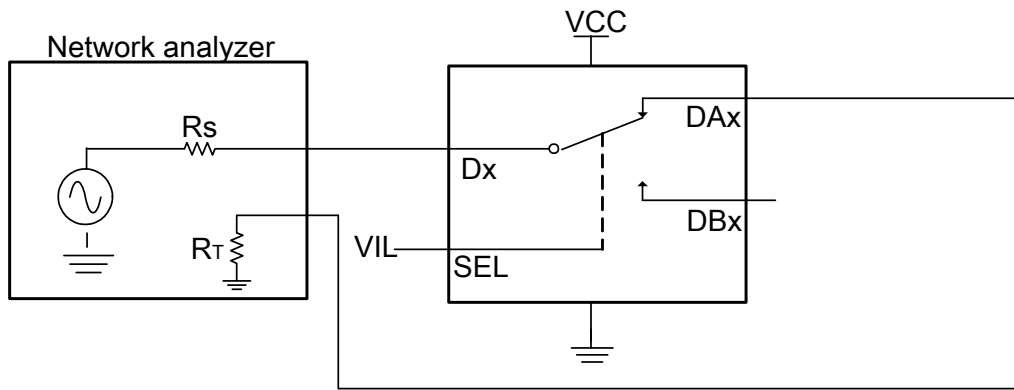 VCC
Network analyzer
Rs
DAx
Dx
DBx
RT
VIL
SEL